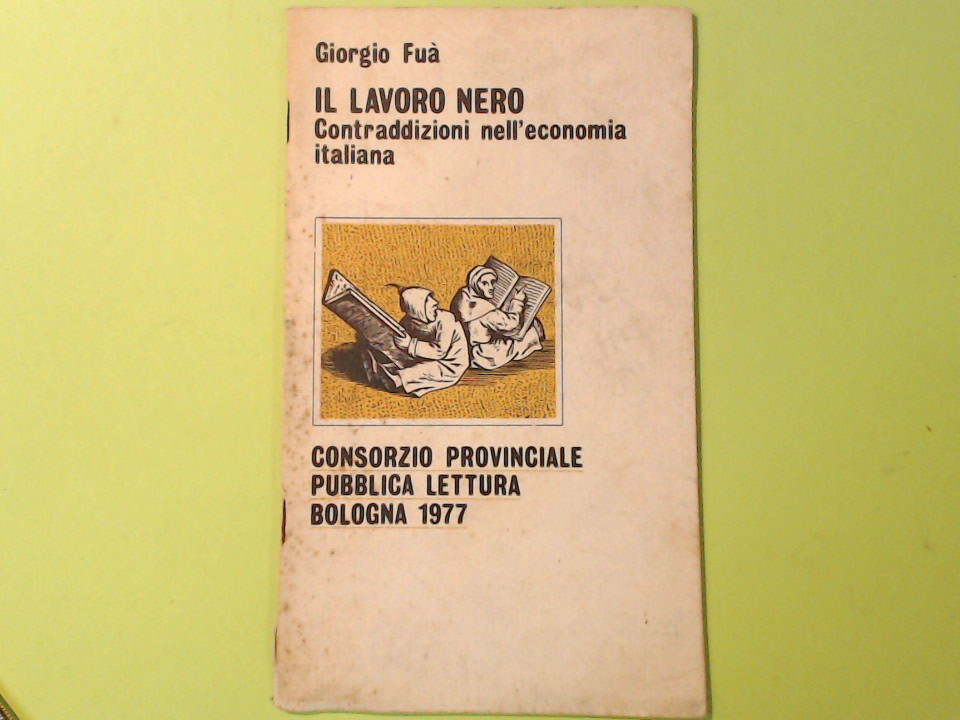 Giorgio Fuà
IL LAVORO NERO
Contraddizioni nell'economia
italiana
CONSORZIO PROVINCIALE
PUBBLICA LETTURA
BOLOGNA 1977